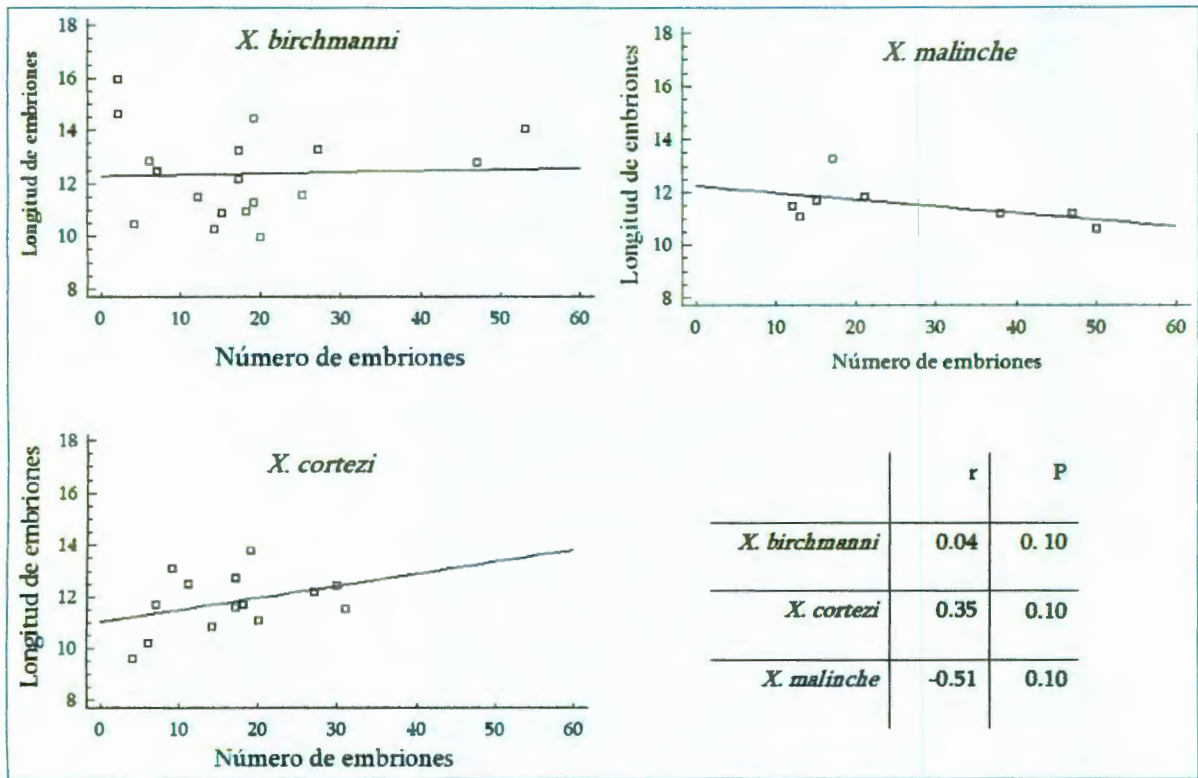 X. birchmanni
Longitud de embriones
18
16
14
12
10
8
0 10 20 30 40 50 60
Número de embriones
X. malinche
Longitud de embriones
18
16
14
12
10
8
0 10 20 30 40 50 60
Número de embriones
X. cortezi
Longitud de embriones
18
16
14
12
10
8
0 10 20 30 40 50 60
Número de embriones
r P
X. birchmanni 0.04 0. 10
X. cortezi 0.35 0.10
X. malinche -0.51 0.10